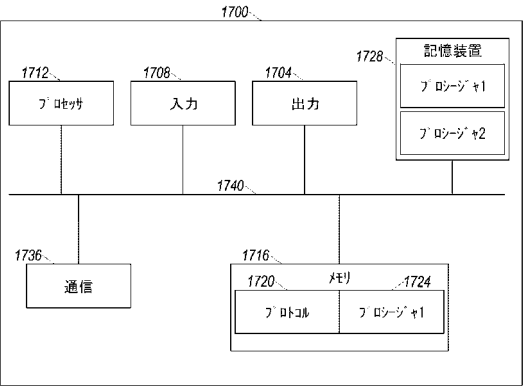 1700
1712
プロセッサ
1708
入力
1704
出力
1728
記憶装置
プロシージャ1
プロシージャ2
1740
1736
通信
1716
メモリ
1720
プロトコル
1724
プロシージャ1